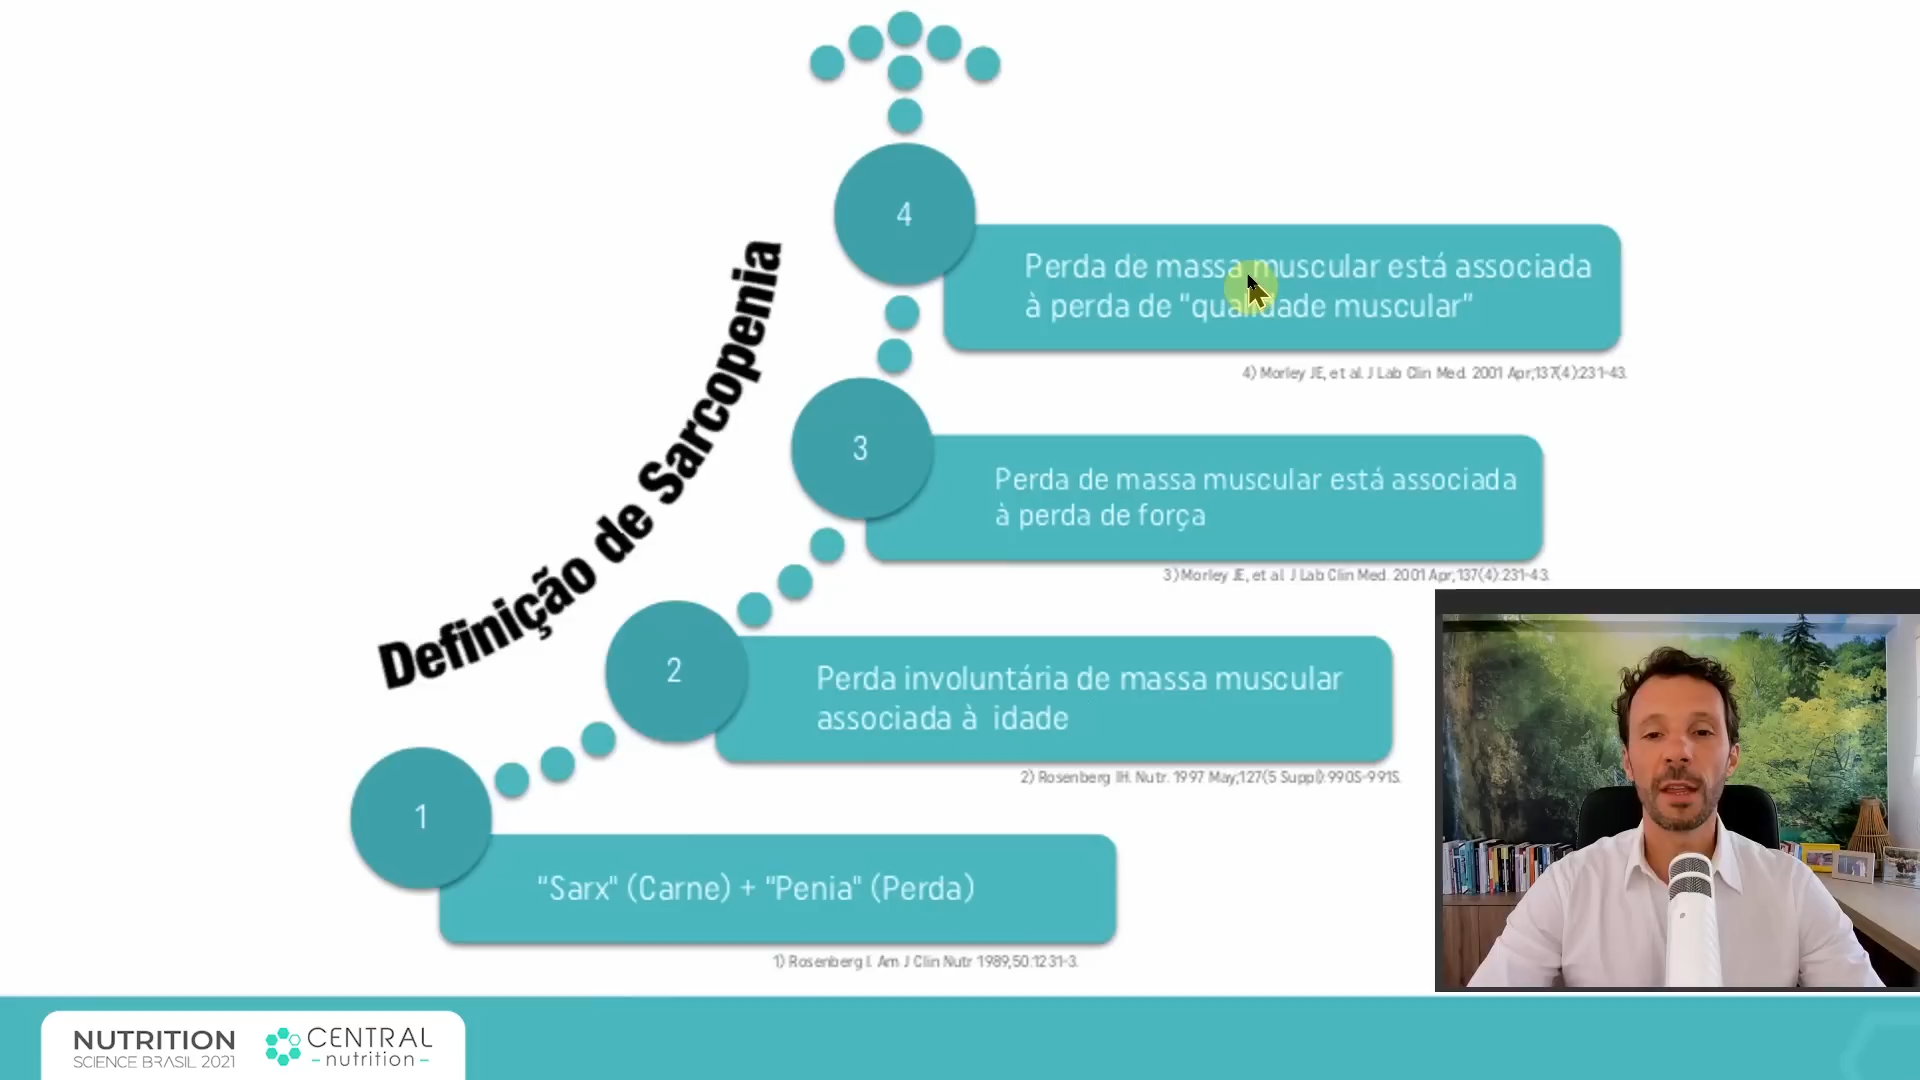 4
Perda de massa muscular está associada
à perda de "qualidade muscular"
4) Morley JE, et al. J Lab Clin Med. 2001 Apr;137(4):231-43.
Definição de Sarcopenia
3
Perda de massa muscular está associada
à perda de força
3) Morley JE, et al. J Lab Clin Med. 2001 Apr;137(4):231-43.
2
Perda involuntária de massa muscular
associada à idade
2) Rosenberg IH. Nutr. 1997 May;127(5 Suppl):990S-991S.
1
"Sarx" (Carne) + "Penia" (Perda)
1) Rosenberg I. Am J Clin Nutr 1989;50:1231-3.
NUTRITION
SCIENCE BRASIL 2021
CENTRAL
nutrition